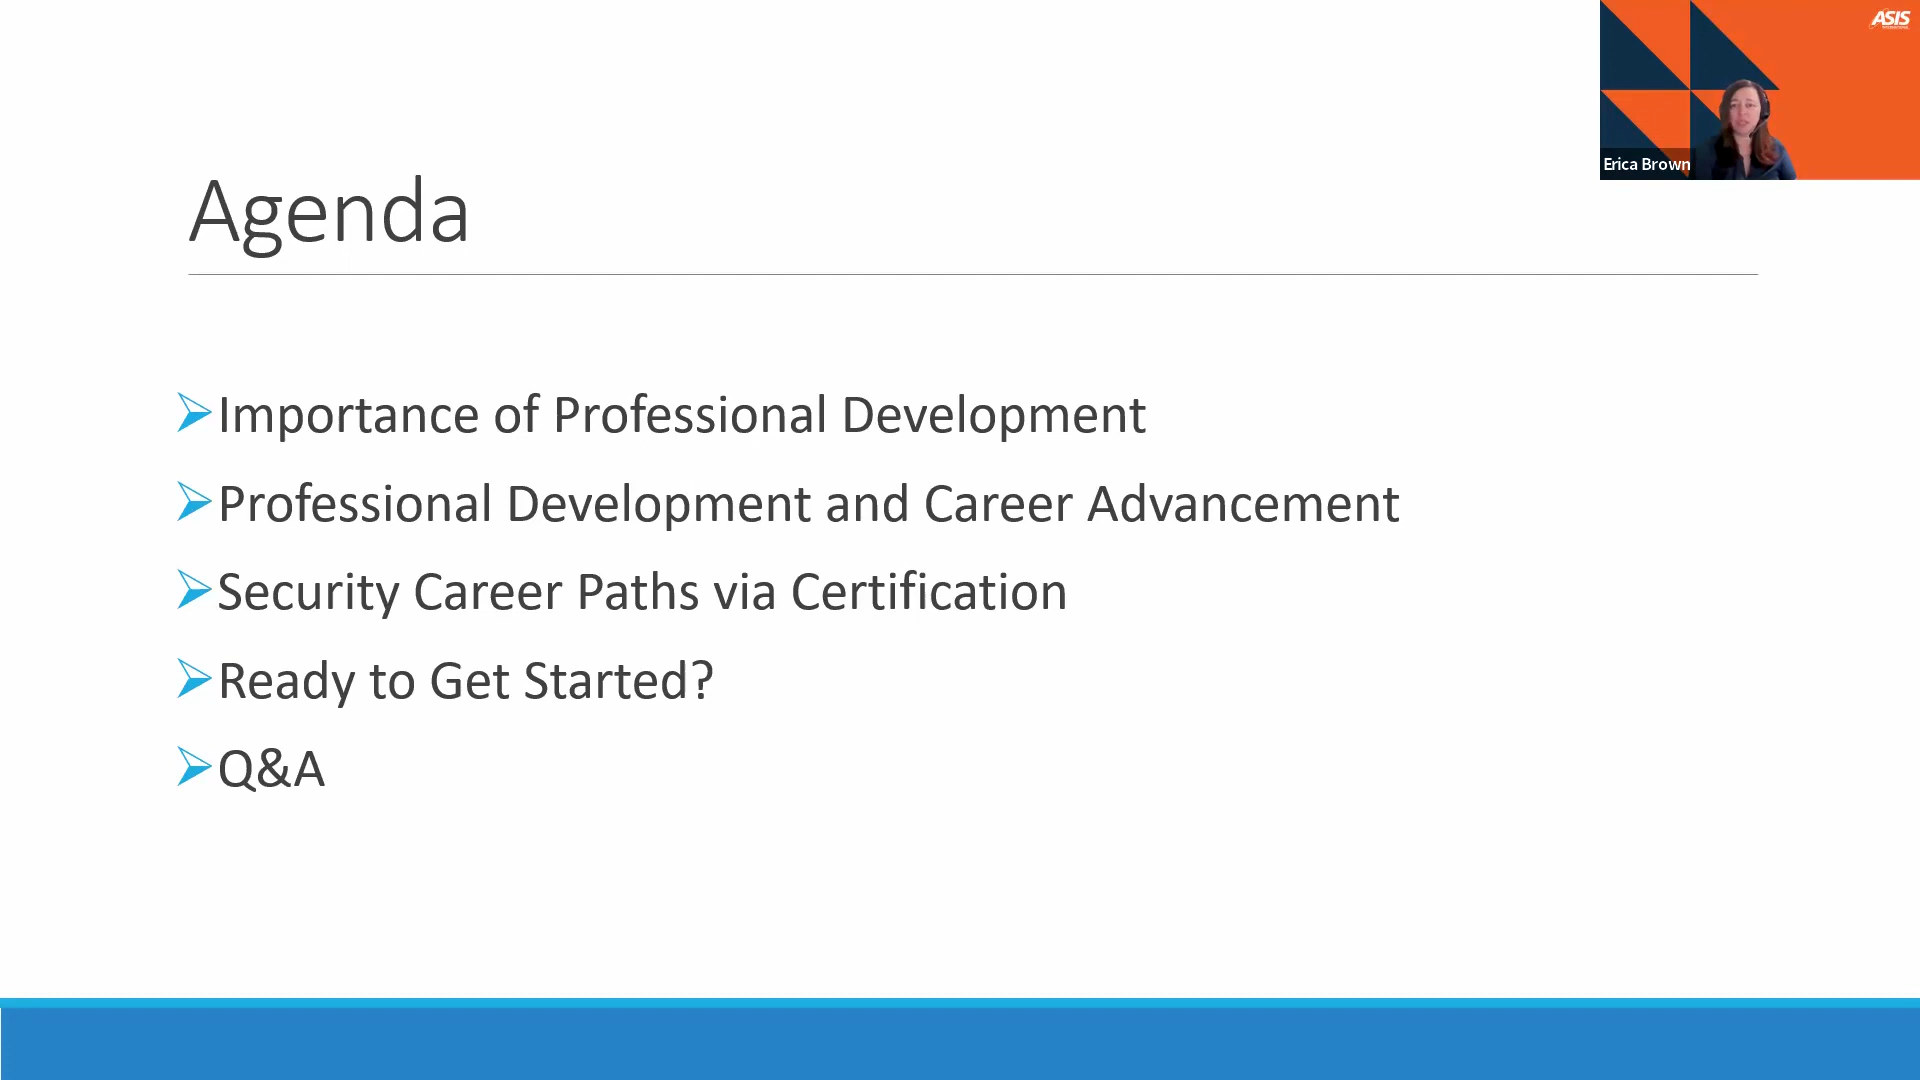 ASIS
Erica Brown
Agenda
Importance of Professional Development
Professional Development and Career Advancement
Security Career Paths via Certification
Ready to Get Started?
Q&A